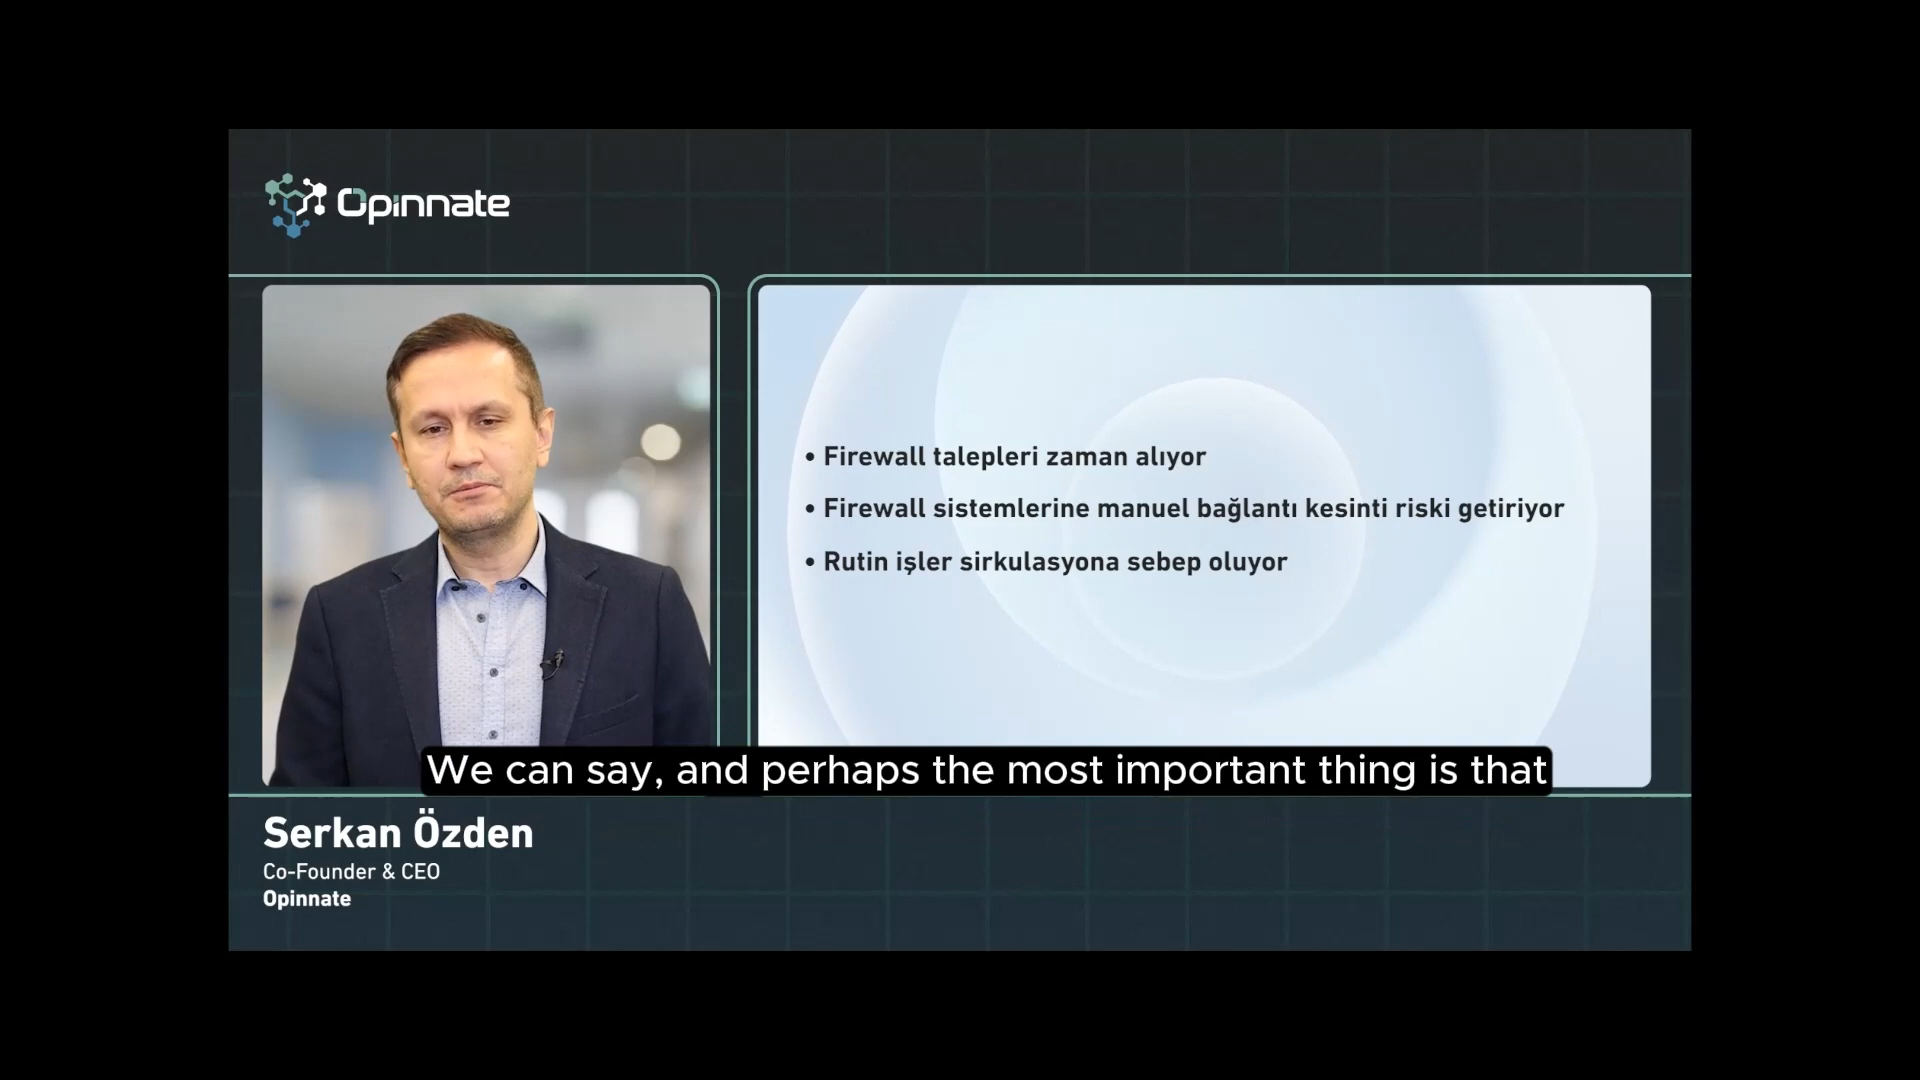 Opinnate
• Firewall talepleri zaman alıyor
• Firewall sistemlerine manuel bağlantı kesinti riski getiriyor
• Rutin işler sirkulasyona sebep oluyor
We can say, and perhaps the most important thing is that
Serkan Özden
Co-Founder & CEO
Opinnate